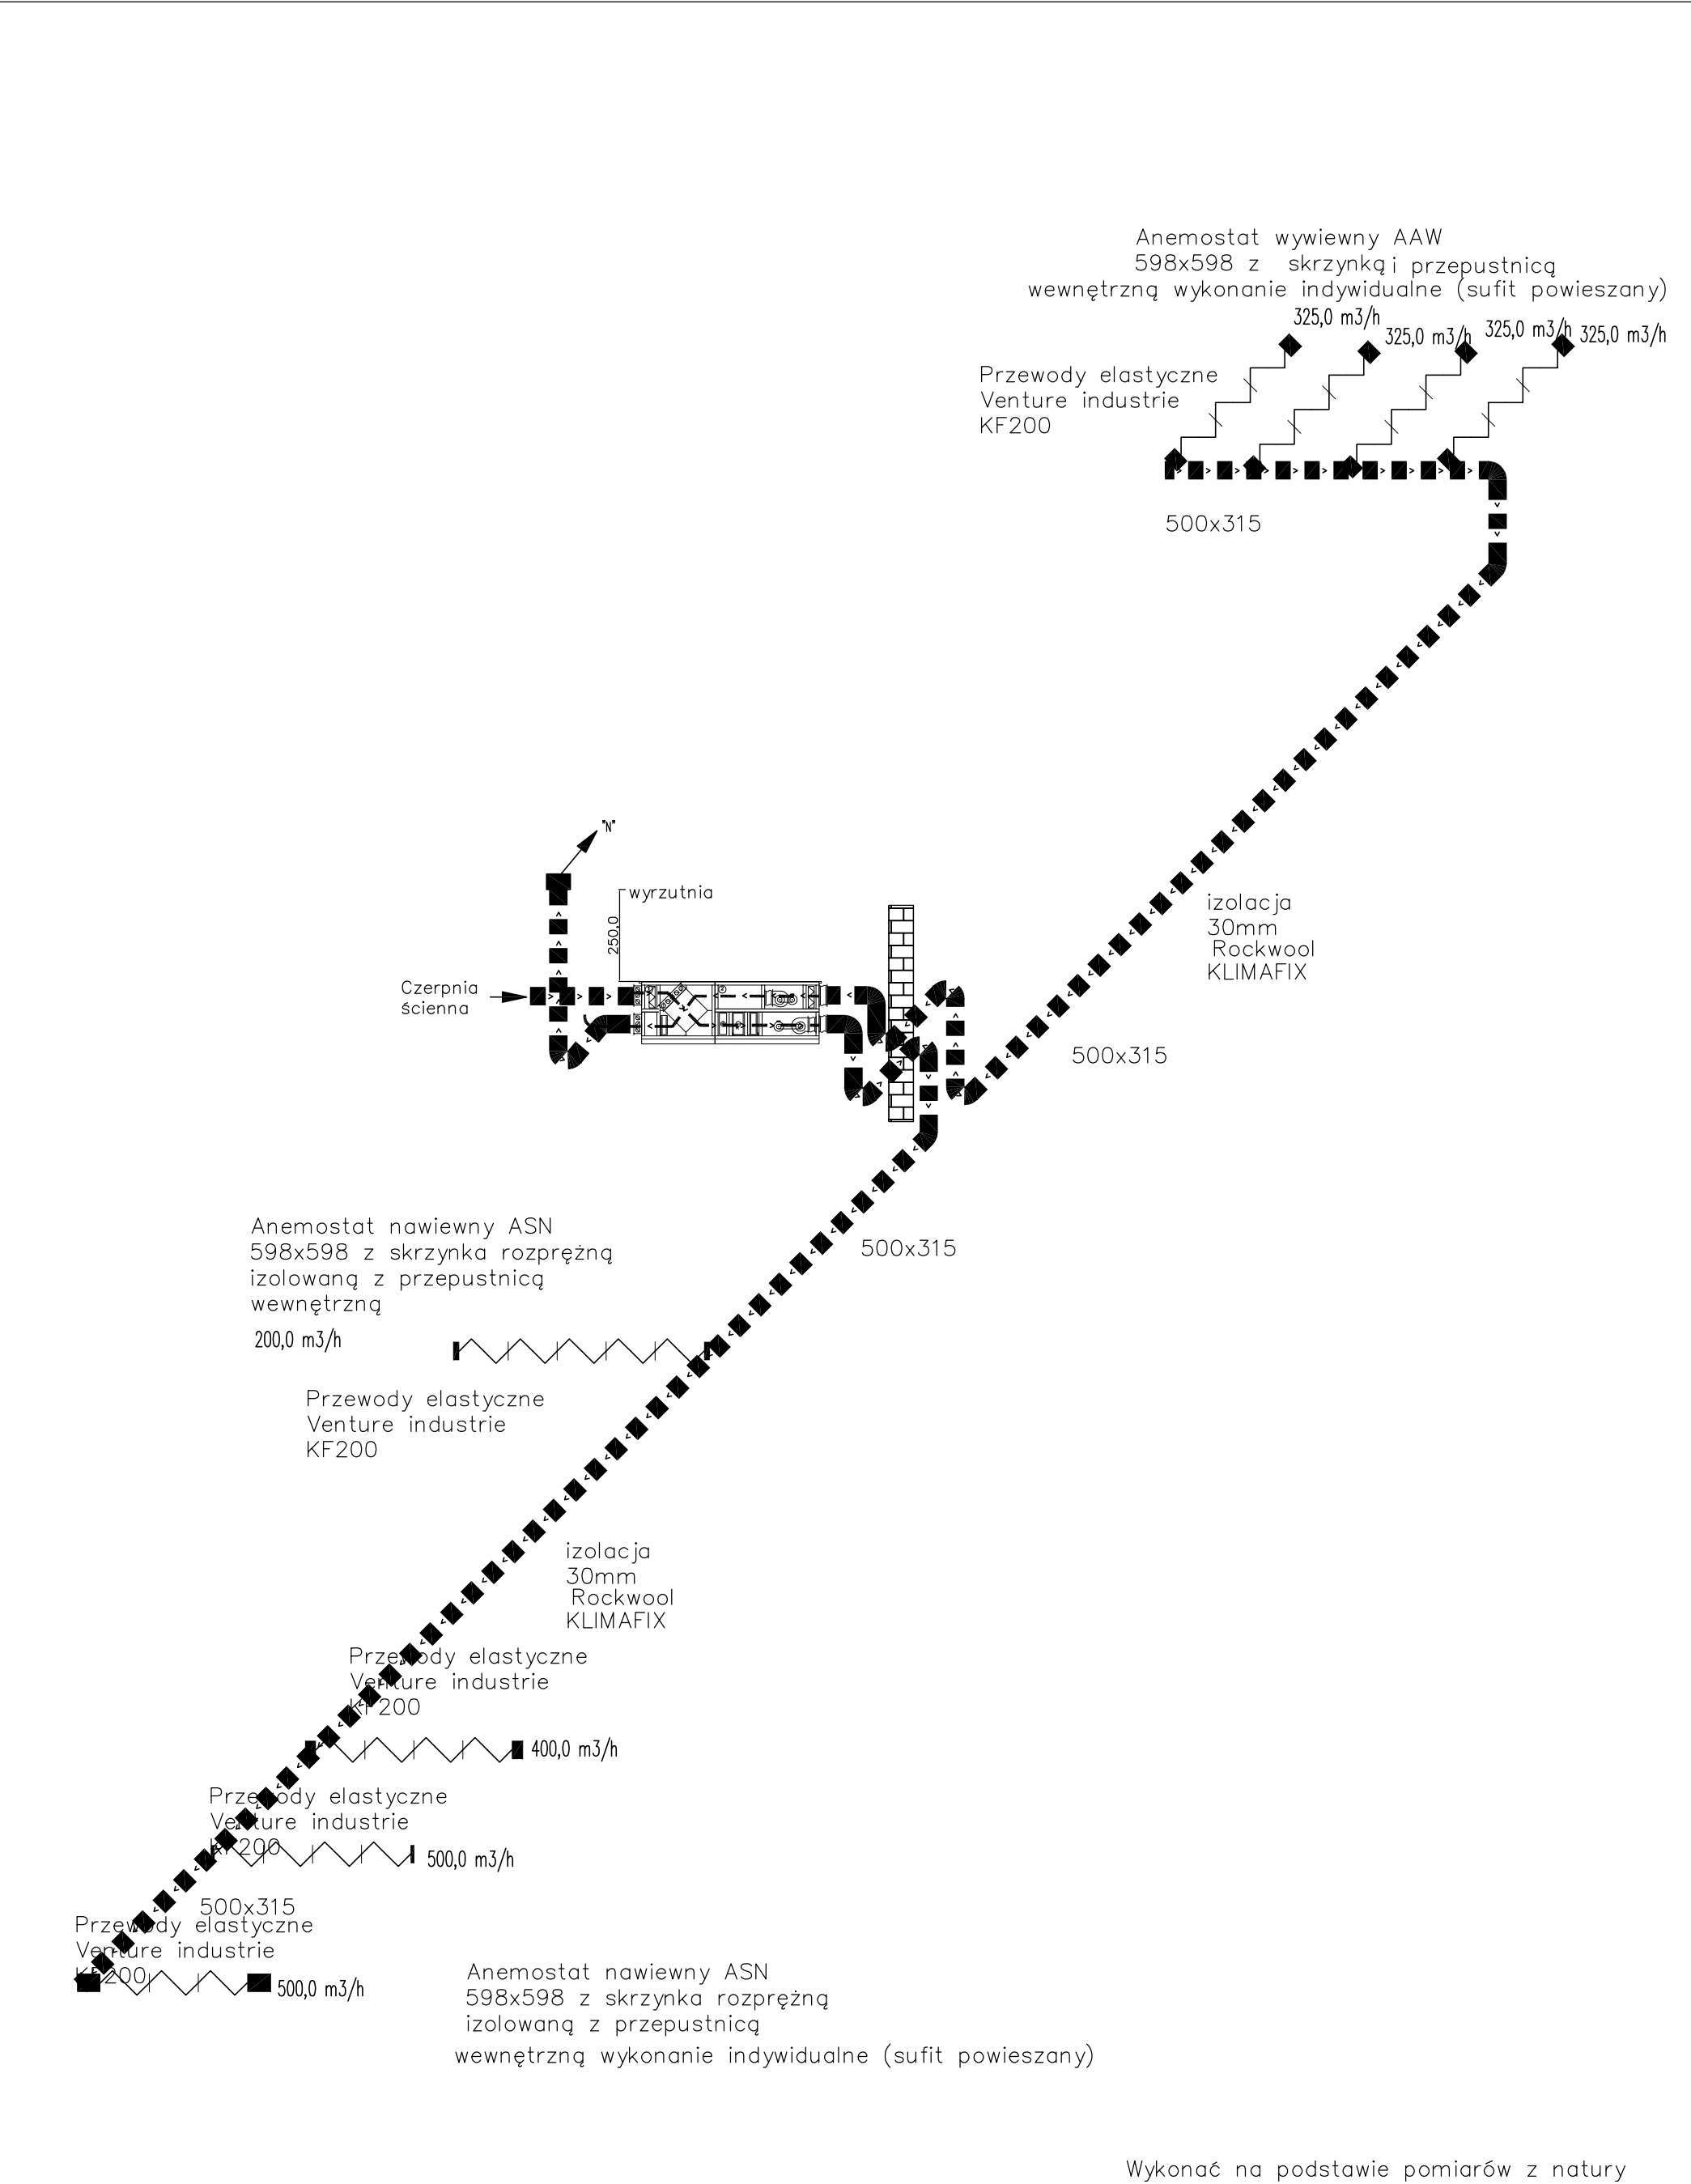 Anemostat wywiewny AAW
598x598 z skrzynką i przepustnicą
wewnętrzną wykonanie indywidualne (sufit powieszany)
325,0 m3/h
325,0 m3/h
325,0 m3/h
325,0 m3/h
Przewody elastyczne
Venture industrie
KF200
500x315
"N"
wyrzutnia
250,0
Czerpnia
ścienna
izolacja
30mm
Rockwool
KLIMAFIX
500x315
500x315
Anemostat nawiewny ASN
598x598 z skrzynka rozprężną
izolowaną z przepustnicą
wewnętrzną
200,0 m3/h
Przewody elastyczne
Venture industrie
KF200
izolacja
30mm
Rockwool
KLIMAFIX
Przewody elastyczne
Venture industrie
KF200
400,0 m3/h
Przewody elastyczne
Venture industrie
KF200
500,0 m3/h
500x315
Przewody elastyczne
Venture industrie
KF200
500,0 m3/h
Anemostat nawiewny ASN
598x598 z skrzynka rozprężną
izolowaną z przepustnicą
wewnętrzną wykonanie indywidualne (sufit powieszany)
Wykonać na podstawie pomiarów z natury